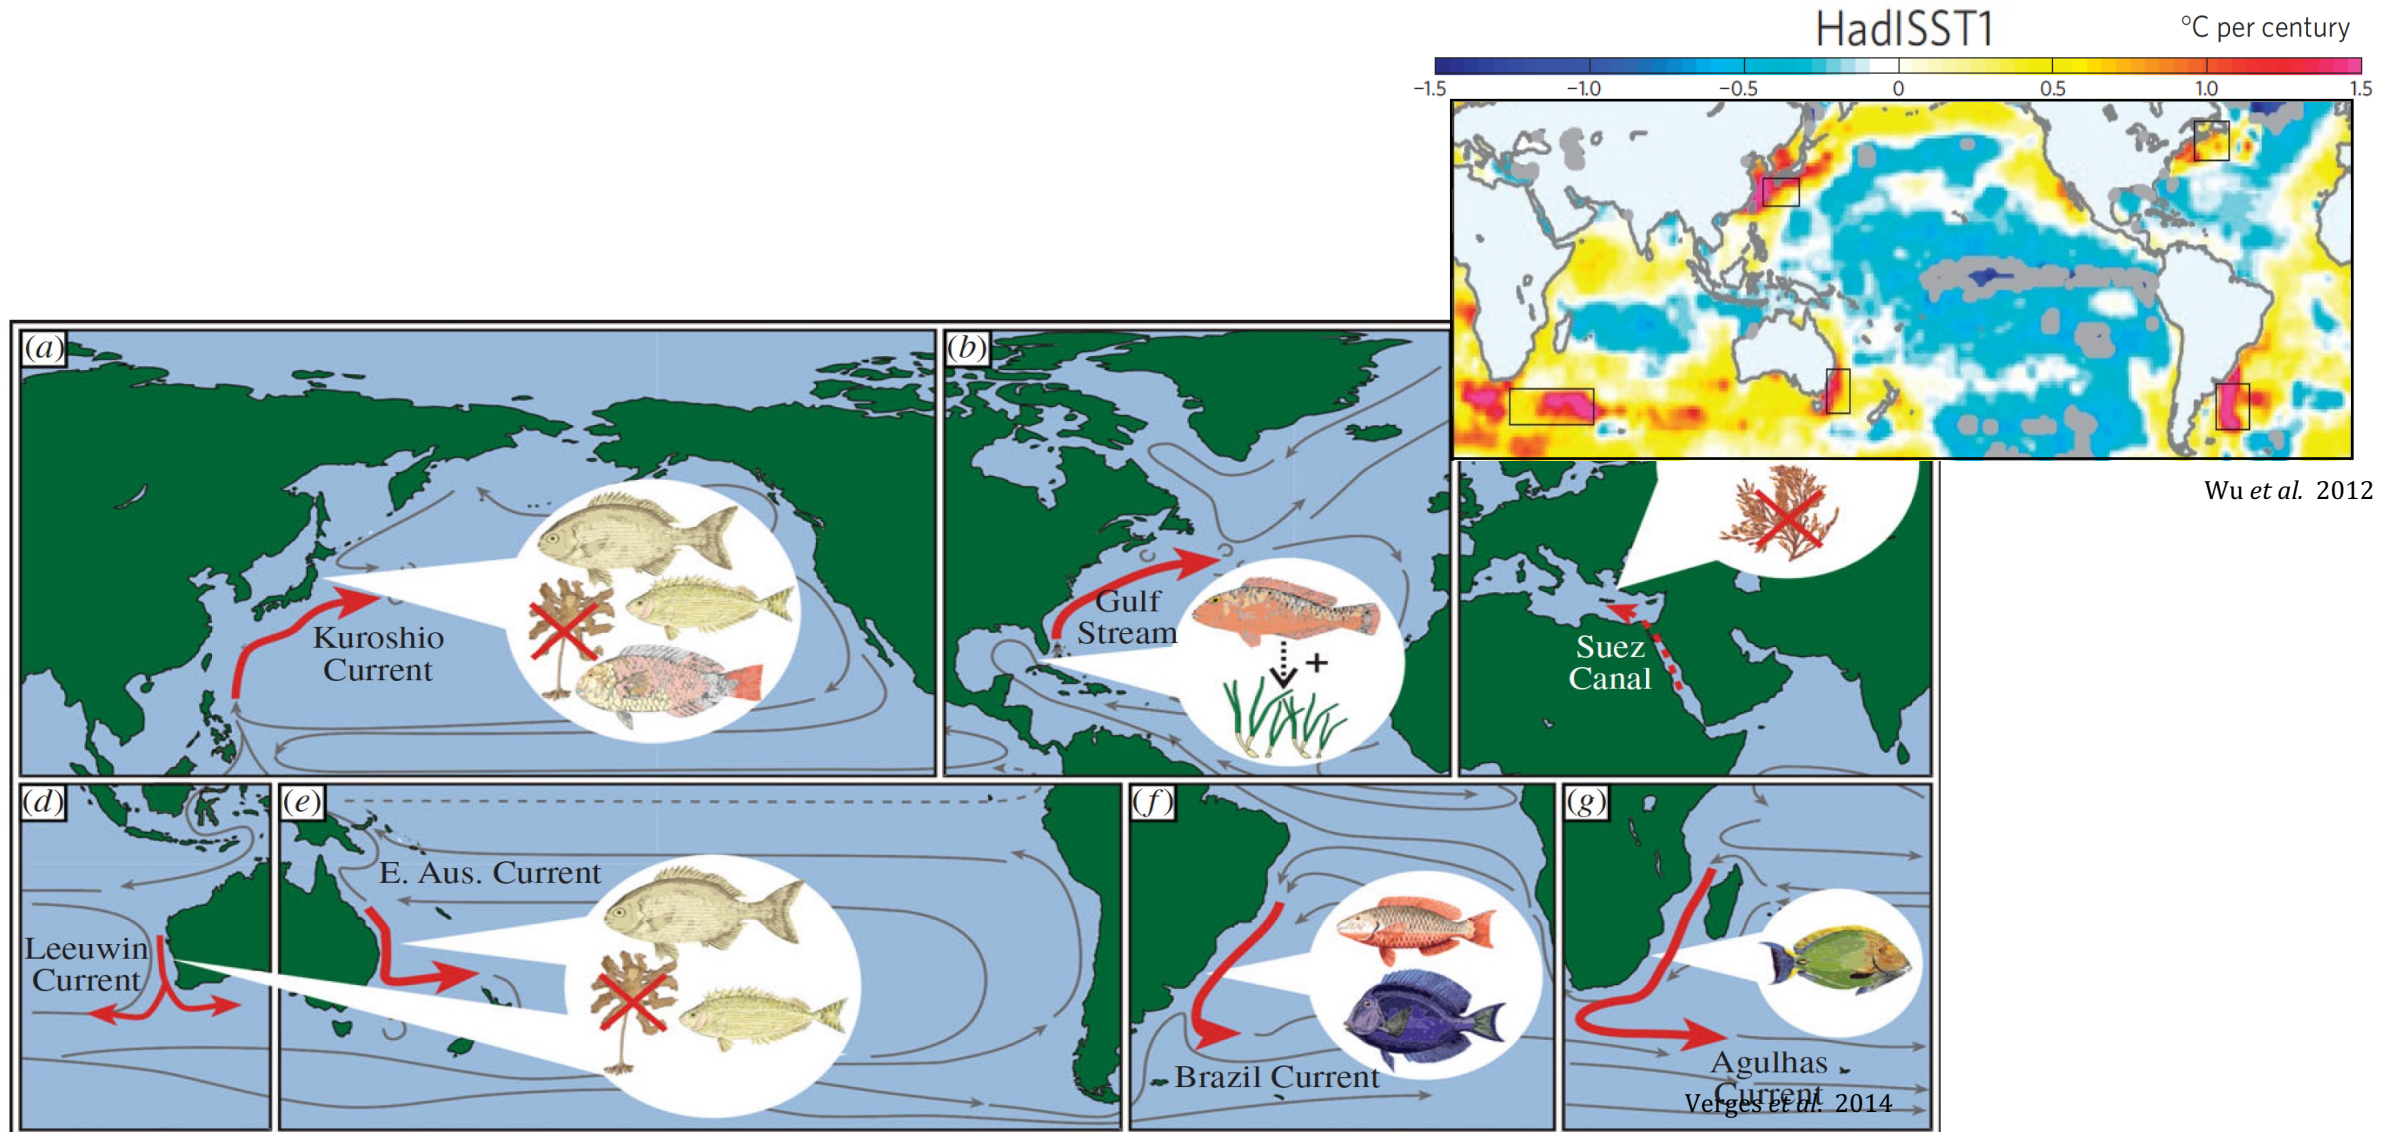 HadISST1
°C per century
−1.5 −1.0 −0.5 0 0.5 1.0 1.5
Wu et al. 2012
(a)
Kuroshio
Current
(b)
Gulf
Stream
+
Suez
Canal
(d)
Leeuwin
Current
(e)
E. Aus. Current
(f)
Brazil Current
(g)
Agulhas
Current
Verges et al. 2014